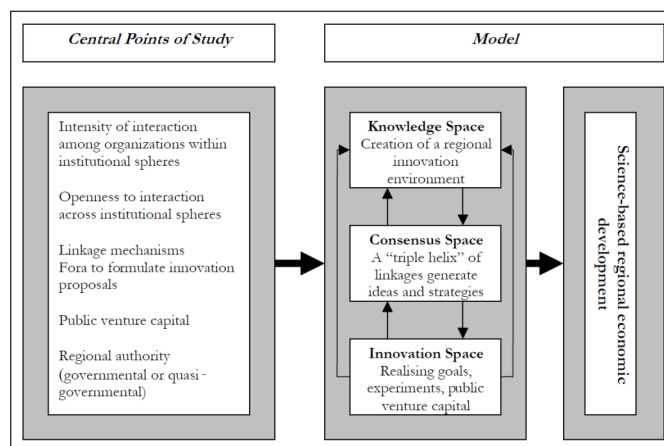 Central Points of Study
Model
Intensity of interaction
among organizations within
institutional spheres
Openness to interaction
across institutional spheres
Linkage mechanisms
Fora to formulate innovation
proposals
Public venture capital
Regional authority
(governmental or quasi -
governmental)
Knowledge Space
Creation of a regional
innovation
environment
Consensus Space
A “triple helix” of
linkages generate
ideas and strategies
Innovation Space
Realising goals,
experiments, public
venture capital
Science-based regional economic
development